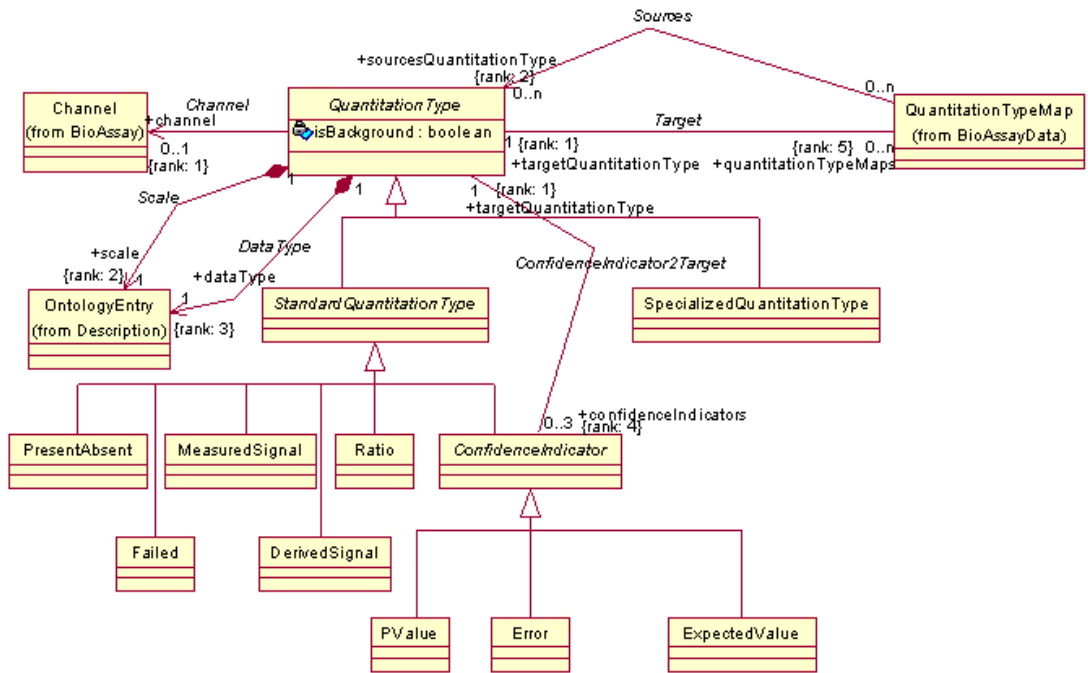 Sources
+sourcesQuantitationType
{rank: 2}
0..n
0..n
Channel
(from BioAssay)
Channel
+channel
0..1
{rank: 1}
QuantitationType
isBackground : boolean
Target
1
{rank: 1}
+targetQuantitationType
{rank: 5}
0..n
+quantitationTypeMaps
QuantitationTypeMap
(from BioAssayData)
1
1
1
{rank: 1}
+targetQuantitationType
Scale
+scale
{rank: 2}
1
DataType
+dataType
1
{rank: 3}
ConfidenceIndicator2Target
OntologyEntry
(from Description)
StandardQuantitationType
SpecializedQuantitationType
0..3
+confidenceIndicators
{rank: 4}
PresentAbsent
MeasuredSignal
Ratio
ConfidenceIndicator
Failed
DerivedSignal
PValue
Error
ExpectedValue